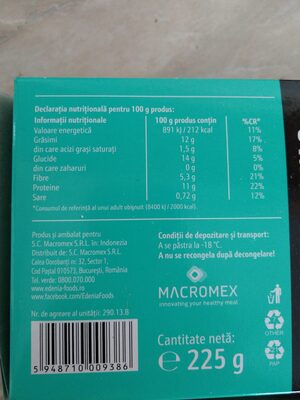 Declarația nutrițională pentru 100 g produs:
Informații nutriționale 100 g produs conțin %CR*
Valoare energetică 891 kJ / 212 kcal 11%
Grăsimi 12 g 17%
din care acizi grași saturați 1,5 g 8%
Glucide 14 g 5%
din care zaharuri 0 g 0%
Fibre 5,3 g 21%
Proteine 11 g 22%
Sare 0,72 g 12%
*Consumul de referință al unui adult obișnuit (8400 kJ / 2000 kcal).
Produs și ambalat pentru
S.C. Macromex S.R.L. în: Indonezia
Distribuit de: S.C. Macromex S.R.L.
Calea Dorobanți nr. 32, Sector 1,
Cod Poștal 010573, București, România
Tel. verde: 0800.070.000
www.edenia-foods.ro
www.facebook.com/EdeniaFoods
Nr. de agreare al unității: 290.13.B
Condiții de depozitare și transport:
A se păstra la -18 °C.
A nu se recongela după decongelare!
MACROMEX
innovating your healthy meal
7
OTHER
PAP
Cantitate netă:
e 225 g
5 948710 009386